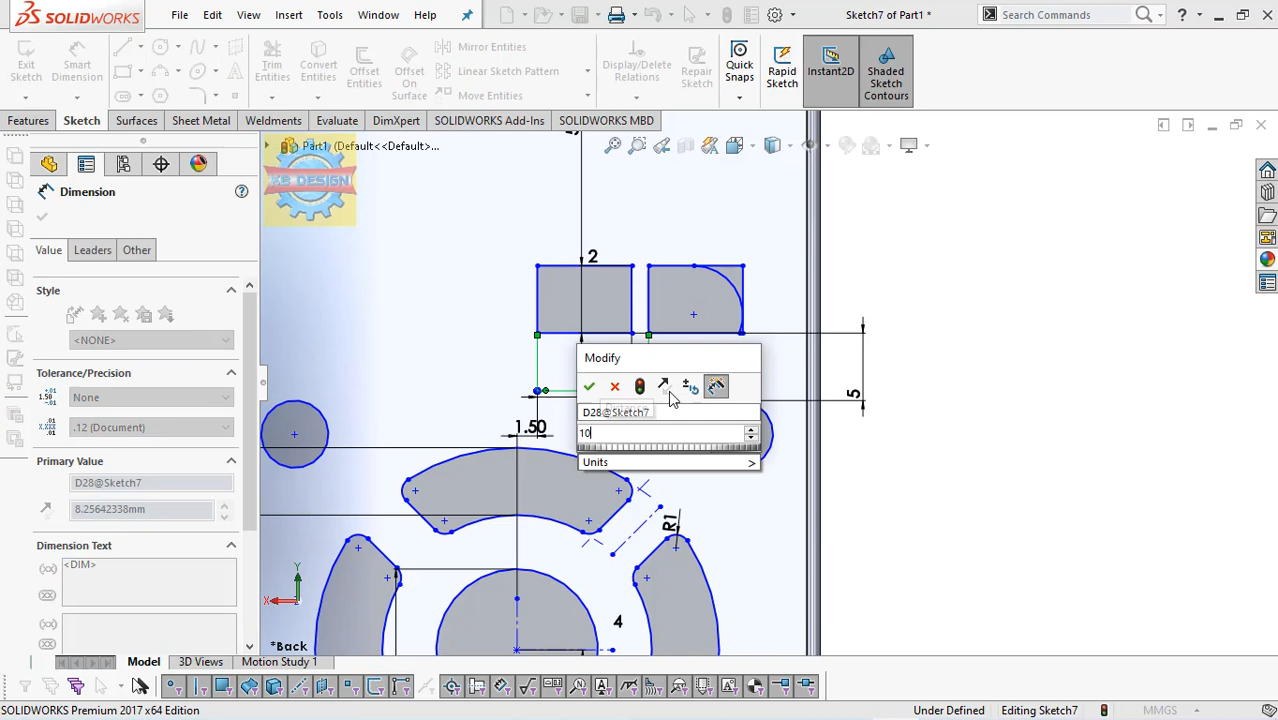 SOLIDWORKS
File Edit View Insert Tools Window Help
Sketch7 of Part1 *
Search Commands
Exit Sketch
Smart Dimension
Trim Entities
Convert Entities
Offset Entities
Offset On Surface
Mirror Entities
Linear Sketch Pattern
Move Entities
Display/Delete Relations
Repair Sketch
Quick Snaps
Rapid Sketch
Instant2D
Shaded Sketch Contours
Features Sketch Surfaces Sheet Metal Weldments Evaluate DimXpert SOLIDWORKS Add-Ins SOLIDWORKS MBD
Part1 (Default<<Default>...
KB DESIGN
Dimension
Value Leaders Other
Style
<NONE>
Tolerance/Precision
None
.12 (Document)
Primary Value
D28@Sketch7
8.25642338mm
Dimension Text
<DIM>
2
Modify
D28@Sketch7
10
Units >
5
1.50
R1
4
Y
X
*Back
Model 3D Views Motion Study 1
SOLIDWORKS Premium 2017 x64 Edition
Under Defined
Editing Sketch7
MMGS